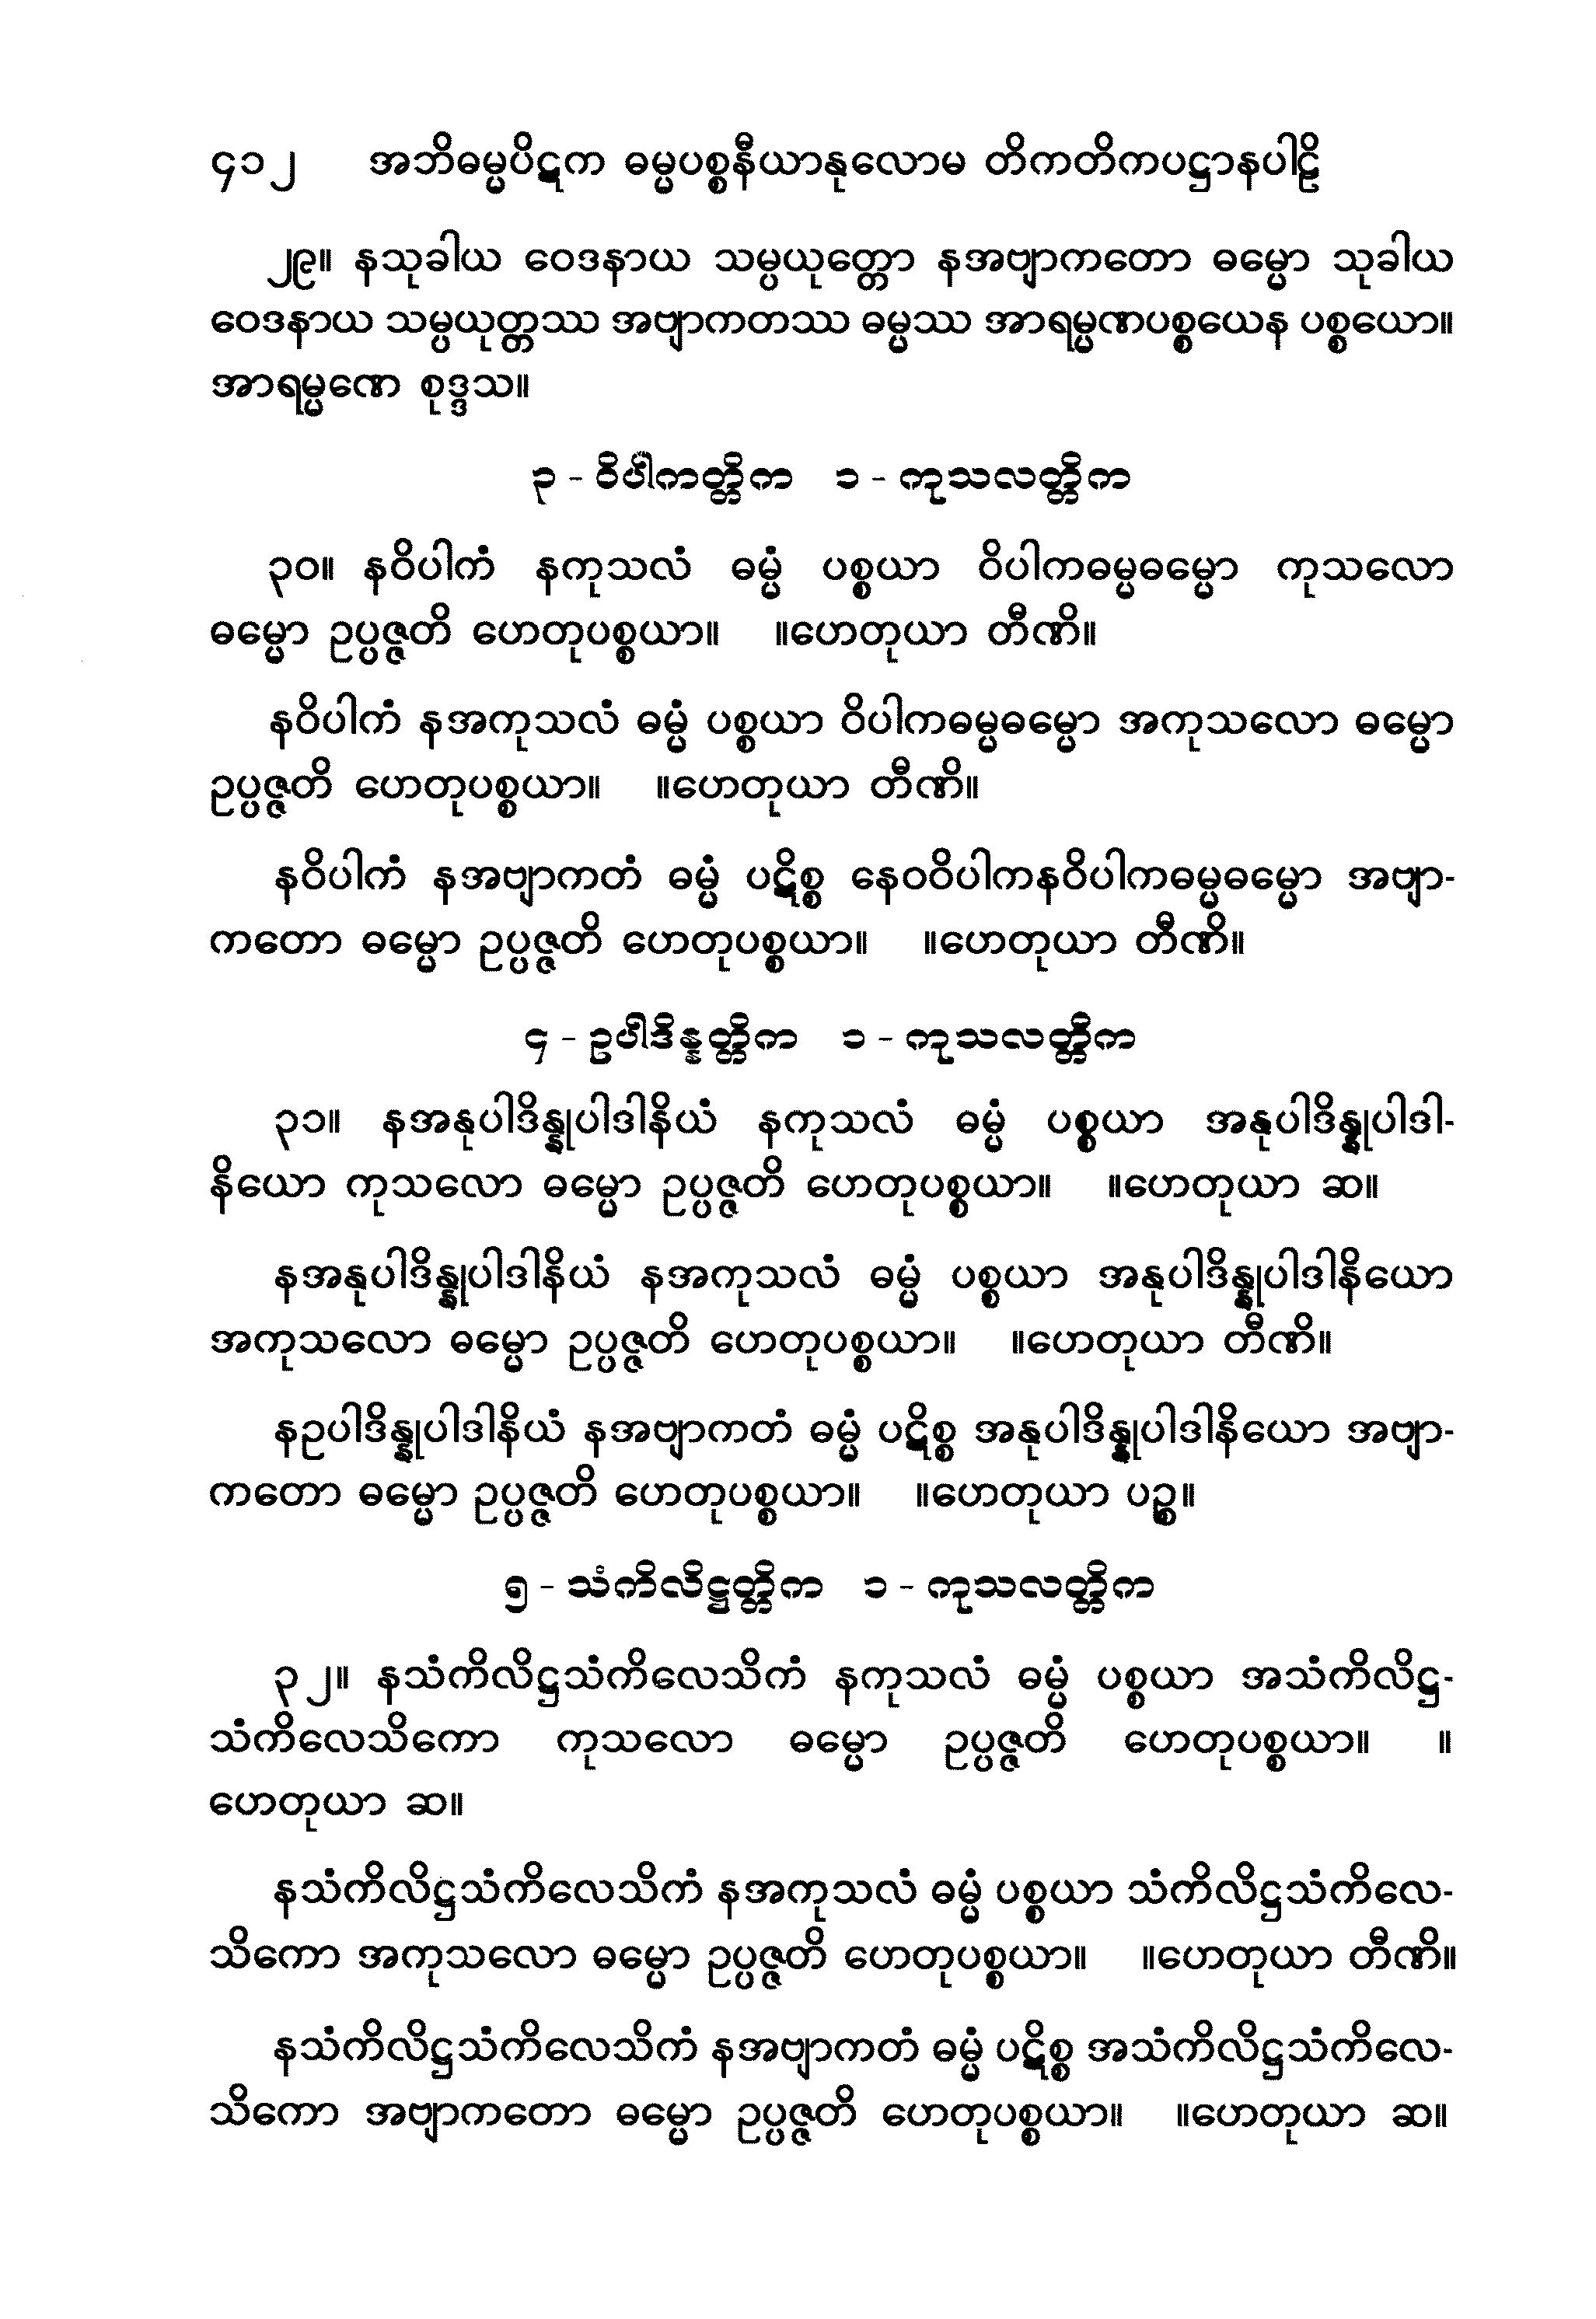 ၄၁၂ အဘိဓမ္မပိဋက ဓမ္မပစ္စနီယာနုလောမ တိကတိကပဋ္ဌာနပါဠိ
၂၉။ နသုခါယ ဝေဒနာယ သမ္ပယုတ္တော နအဗျာကတော ဓမ္မော သုခါယ
ဝေဒနာယ သမ္ပယုတ္တဿ အဗျာကတဿ ဓမ္မဿ အာရမ္မဏပစ္စယေန ပစ္စယော။
အာရမ္မဏေ စုဒ္ဒသ။
၃ - ဝိပါကတ္တိက ၁ - ကုသလတ္တိက
၃၀။ နဝိပါကံ နကုသလံ ဓမ္မံ ပစ္စယာ ဝိပါကဓမ္မဓမ္မော ကုသလော
ဓမ္မော ဥပ္ပဇ္ဇတိ ဟေတုပစ္စယာ။ ။ဟေတုယာ တီဏိ။
နဝိပါကံ နအကုသလံ ဓမ္မံ ပစ္စယာ ဝိပါကဓမ္မဓမ္မော အကုသလော ဓမ္မော
ဥပ္ပဇ္ဇတိ ဟေတုပစ္စယာ။ ။ဟေတုယာ တီဏိ။
နဝိပါကံ နအဗျာကတံ ဓမ္မံ ပဋိစ္စ နေဝဝိပါကနဝိပါကဓမ္မဓမ္မော အဗျာ-
ကတော ဓမ္မော ဥပ္ပဇ္ဇတိ ဟေတုပစ္စယာ။ ။ဟေတုယာ တီဏိ။
၄ - ဥပါဒိန္နတ္တိက ၁ - ကုသလတ္တိက
၃၁။ နအနုပါဒိန္နုပါဒါနိယံ နကုသလံ ဓမ္မံ ပစ္စယာ အနုပါဒိန္နုပါဒါ-
နိယော ကုသလော ဓမ္မော ဥပ္ပဇ္ဇတိ ဟေတုပစ္စယာ။ ။ဟေတုယာ ဆ။
နအနုပါဒိန္နုပါဒါနိယံ နအကုသလံ ဓမ္မံ ပစ္စယာ အနုပါဒိန္နုပါဒါနိယော
အကုသလော ဓမ္မော ဥပ္ပဇ္ဇတိ ဟေတုပစ္စယာ။ ။ဟေတုယာ တီဏိ။
နဥပါဒိန္နုပါဒါနိယံ နအဗျာကတံ ဓမ္မံ ပဋိစ္စ အနုပါဒိန္နုပါဒါနိယော အဗျာ-
ကတော ဓမ္မော ဥပ္ပဇ္ဇတိ ဟေတုပစ္စယာ။ ။ဟေတုယာ ပဉ္စ။
၅ - သံကိလိဋ္ဌတ္တိက ၁ - ကုသလတ္တိက
၃၂။ နသံကိလိဋ္ဌသံကိလေသိကံ နကုသလံ ဓမ္မံ ပစ္စယာ အသံကိလိဋ္ဌ-
သံကိလေသိကော ကုသလော ဓမ္မော ဥပ္ပဇ္ဇတိ ဟေတုပစ္စယာ။ ။
ဟေတုယာ ဆ။
နသံကိလိဋ္ဌသံကိလေသိကံ နအကုသလံ ဓမ္မံ ပစ္စယာ သံကိလိဋ္ဌသံကိလေ-
သိကော အကုသလော ဓမ္မော ဥပ္ပဇ္ဇတိ ဟေတုပစ္စယာ။ ။ဟေတုယာ တီဏိ။
နသံကိလိဋ္ဌသံကိလေသိကံ နအဗျာကတံ ဓမ္မံ ပဋိစ္စ အသံကိလိဋ္ဌသံကိလေ-
သိကော အဗျာကတော ဓမ္မော ဥပ္ပဇ္ဇတိ ဟေတုပစ္စယာ။ ။ဟေတုယာ ဆ။